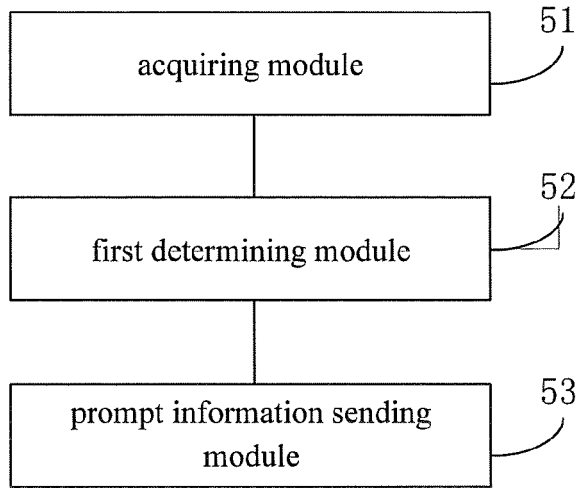 51
acquiring module
52
first determining module
53
prompt information sending
module